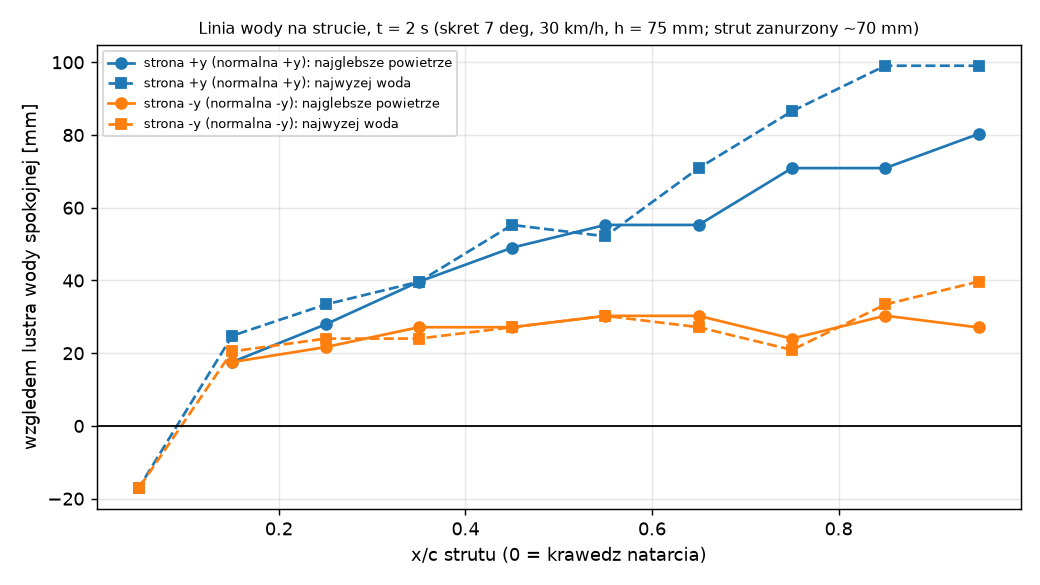 Linia wody na strucie, t = 2 s (skret 7 deg, 30 km/h, h = 75 mm; strut zanurzony ~70 mm)
strona +y (normalna +y): najglebsze powietrze
strona +y (normalna +y): najwyzej woda
strona -y (normalna -y): najglebsze powietrze
strona -y (normalna -y): najwyzej woda
wzgledem lustra wody spokojnej [mm]
100
80
60
40
20
0
−20
0.2
0.4
0.6
0.8
x/c strutu (0 = krawedz natarcia)